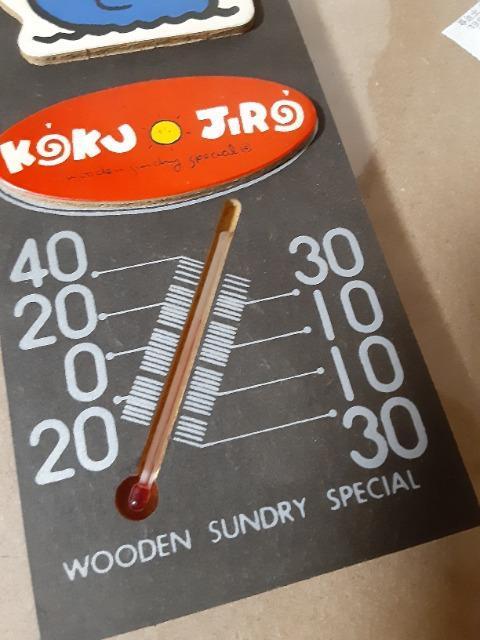 KOKU JIRO
wooden sundry special
40 30
20 10
0 10
20 30
WOODEN SUNDRY SPECIAL